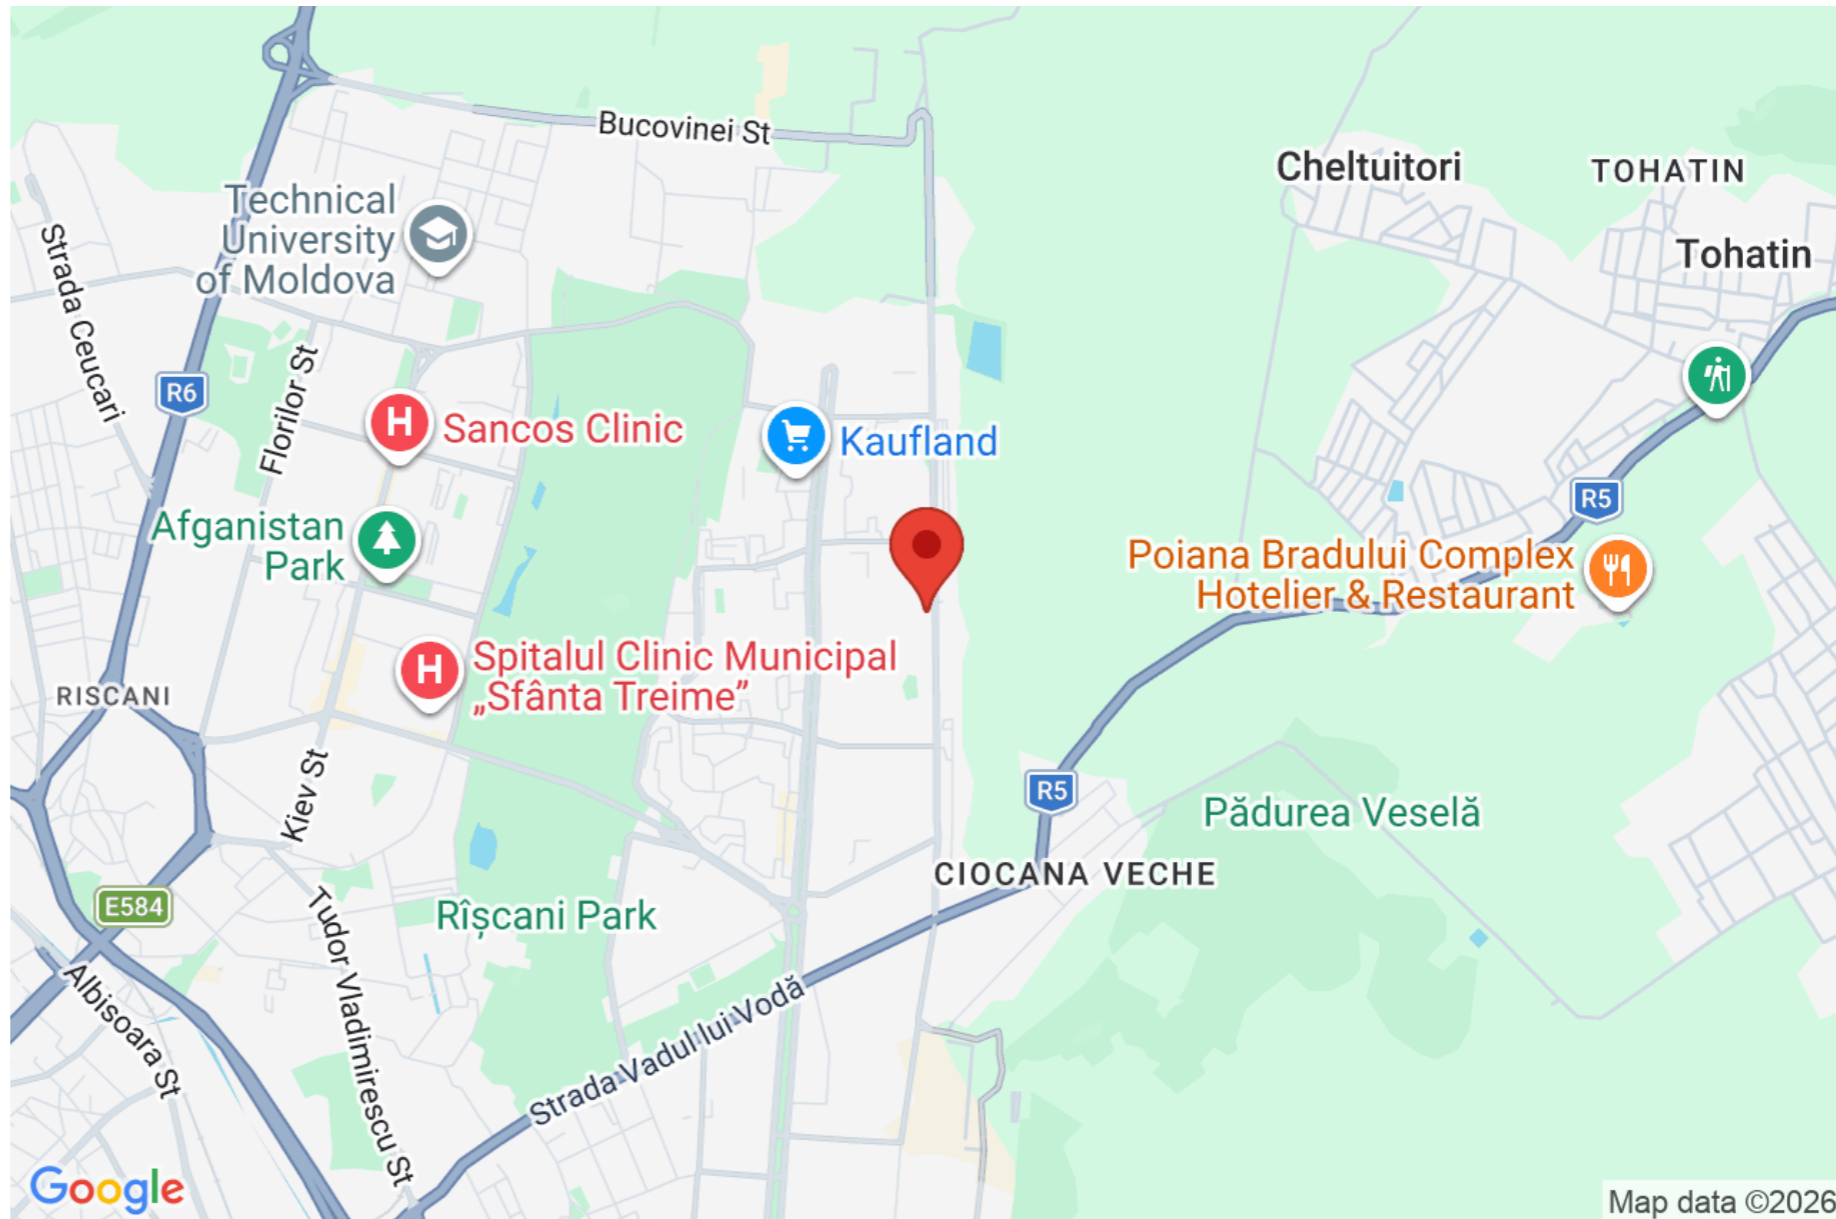 Bucovinei St
Cheltuitori
TOHATIN
Technical
University
of Moldova
Tohatin
Strada Ceucari
Florilor St
R6
H
Sancos Clinic
Kaufland
R5
Afganistan
Park
Poiana Bradului Complex
Hotelier & Restaurant
H
Spitalul Clinic Municipal
„Sfânta Treime”
RISCANI
Kiev St
R5
Pădurea Veselă
CIOCANA VECHE
E584
Rîșcani Park
Tudor Vladimirescu St
Albisoara St
Strada Vadul lui Vodă
Google
Map data ©2026